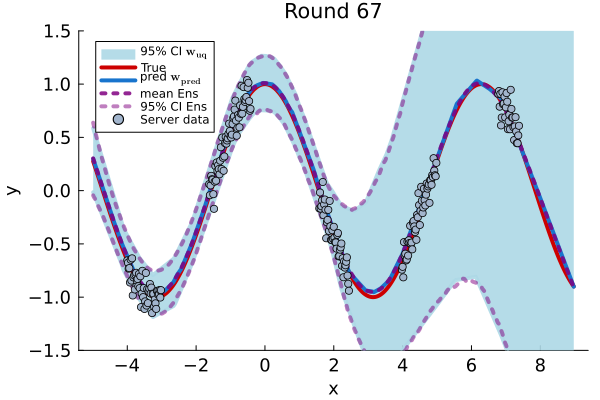 Round 67
95% CI w_uq
True
pred w_pred
mean Ens
95% CI Ens
Server data
y
1.5
1.0
0.5
0.0
−0.5
−1.0
−1.5
−4 −2 0 2 4 6 8
x